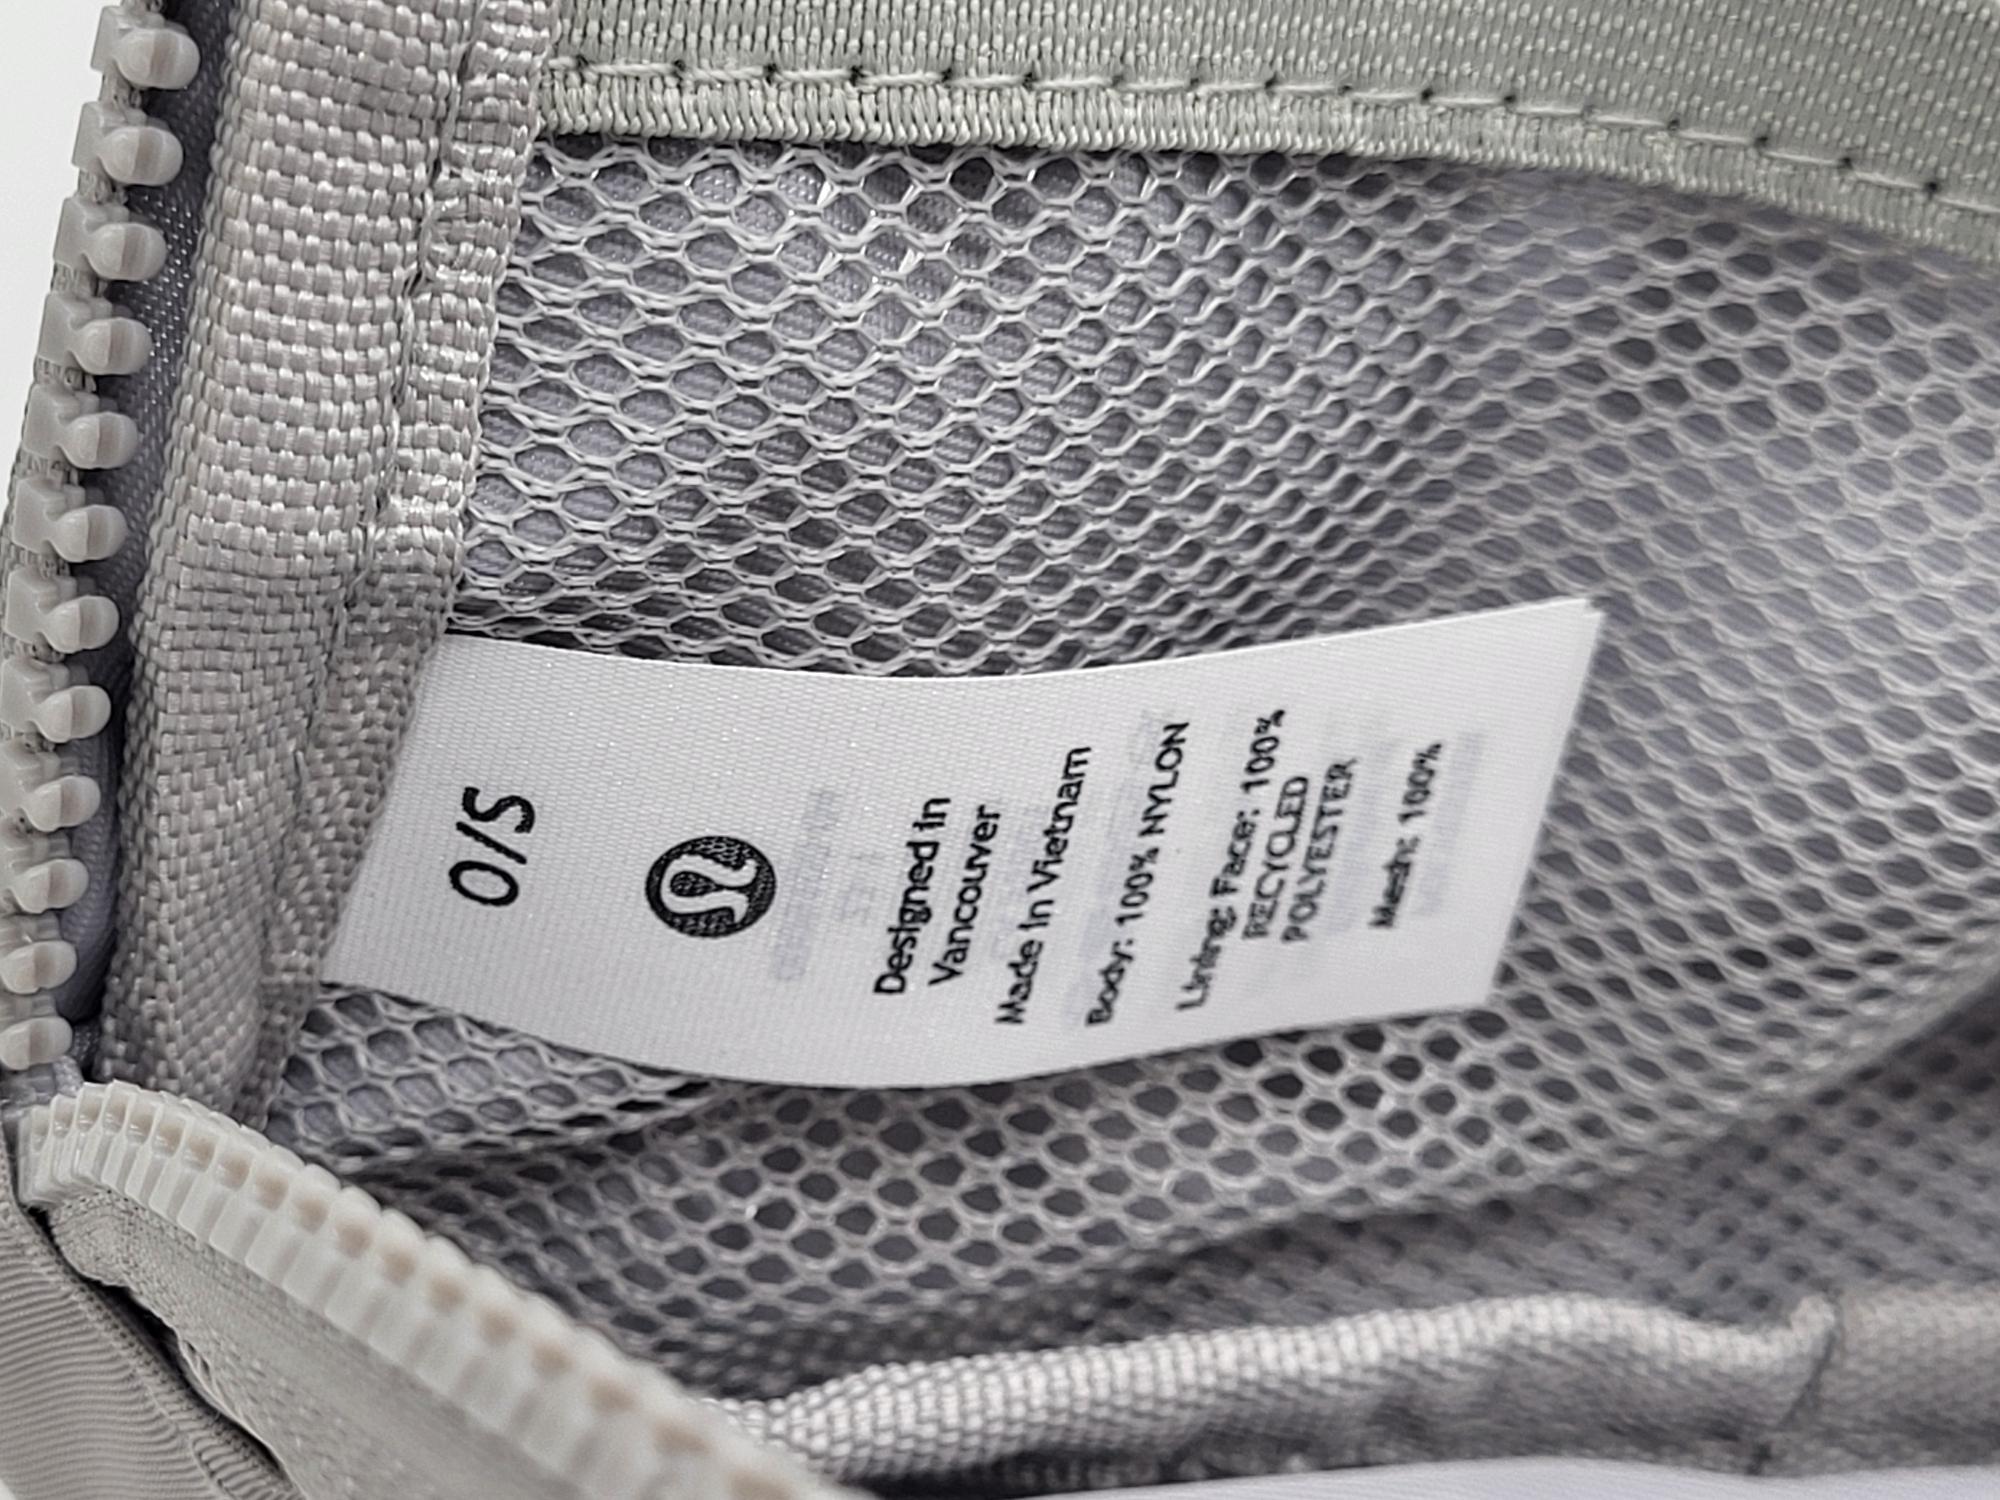 O/S
Designed in
Vancouver
Made in Vietnam
Body: 100% NYLON
Lining: Face: 100%
RECYCLED
POLYESTER
Mesh: 100%